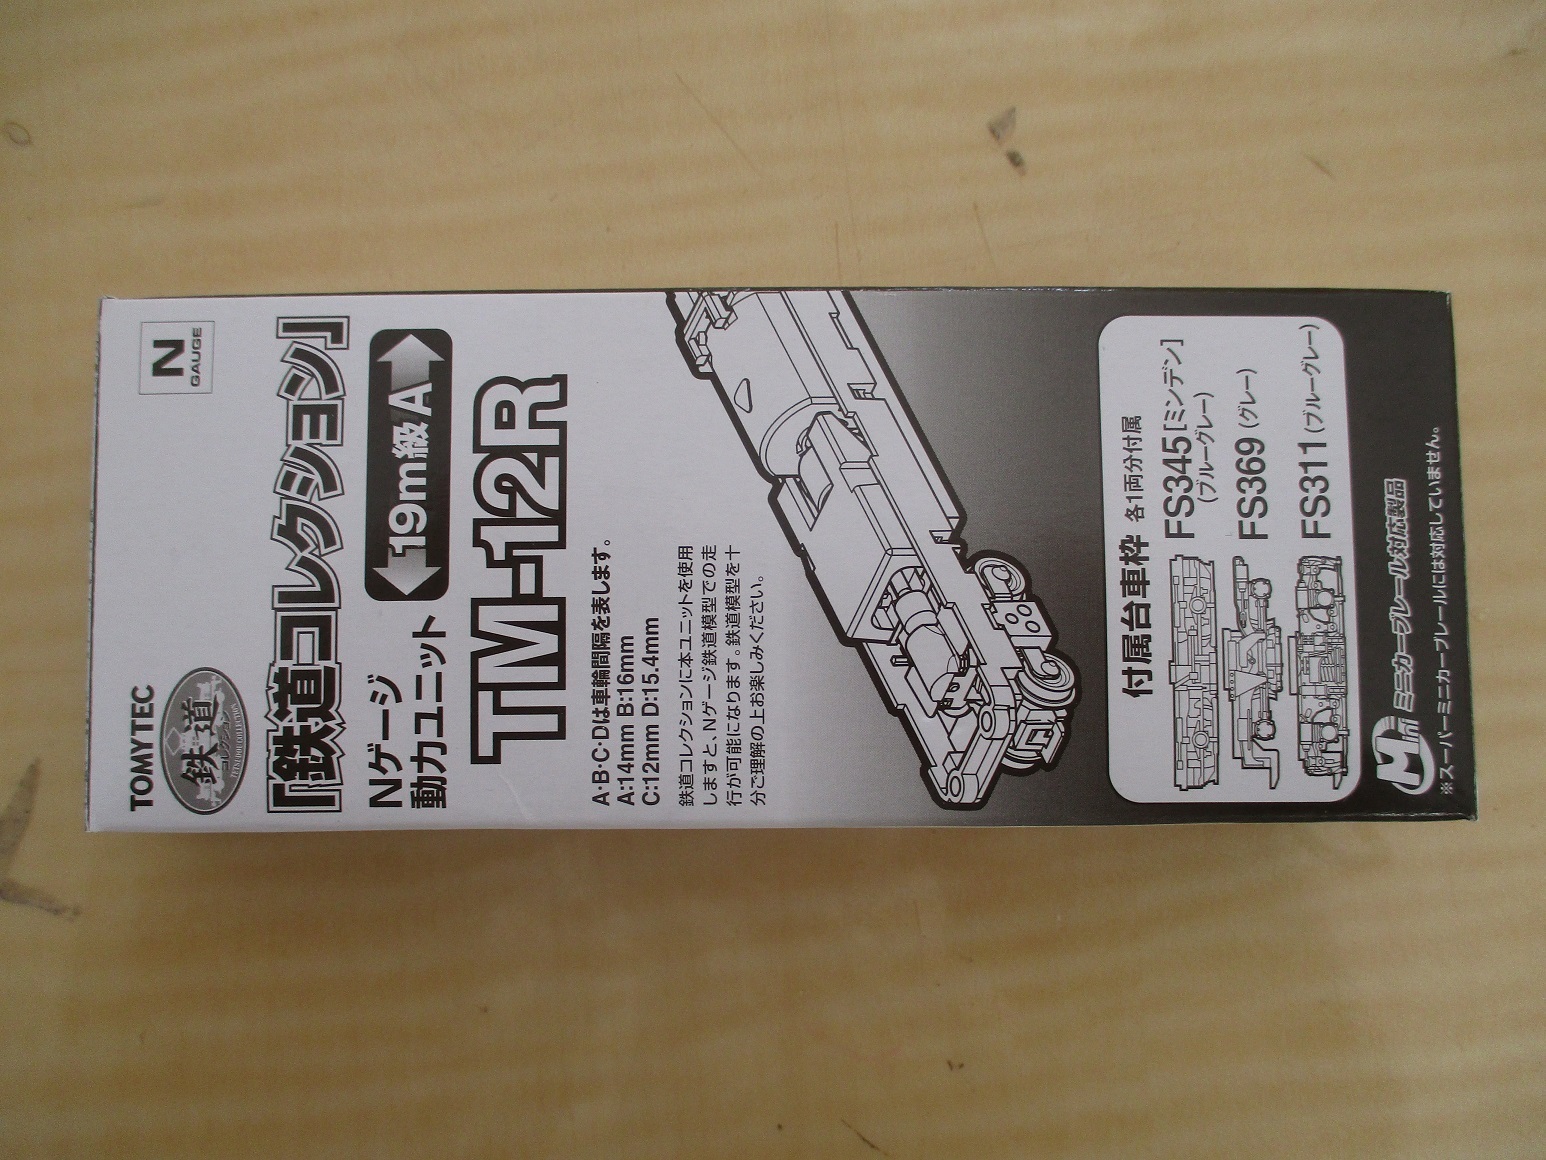 TOMYTEC
N
GAUGE
鉄道
コレクション
「鉄道コレクション」
Nゲージ
動力ユニット
19m級 A
TM-12R
A・B・C・Dは車輪間隔を表します。
A:14mm B:16mm
C:12mm D:15.4mm
鉄道コレクションに本ユニットを使用
しますと、Nゲージ鉄道模型での走
行が可能になります。鉄道模型を十
分ご理解の上お楽しみください。
付属台車枠 各1両分付属
FS345[ミンデン]
(ブルーグレー)
FS369 (グレー)
FS311 (ブルーグレー)
ミニカーブレール対応製品
※スーパーミニカーブレールには対応していません。